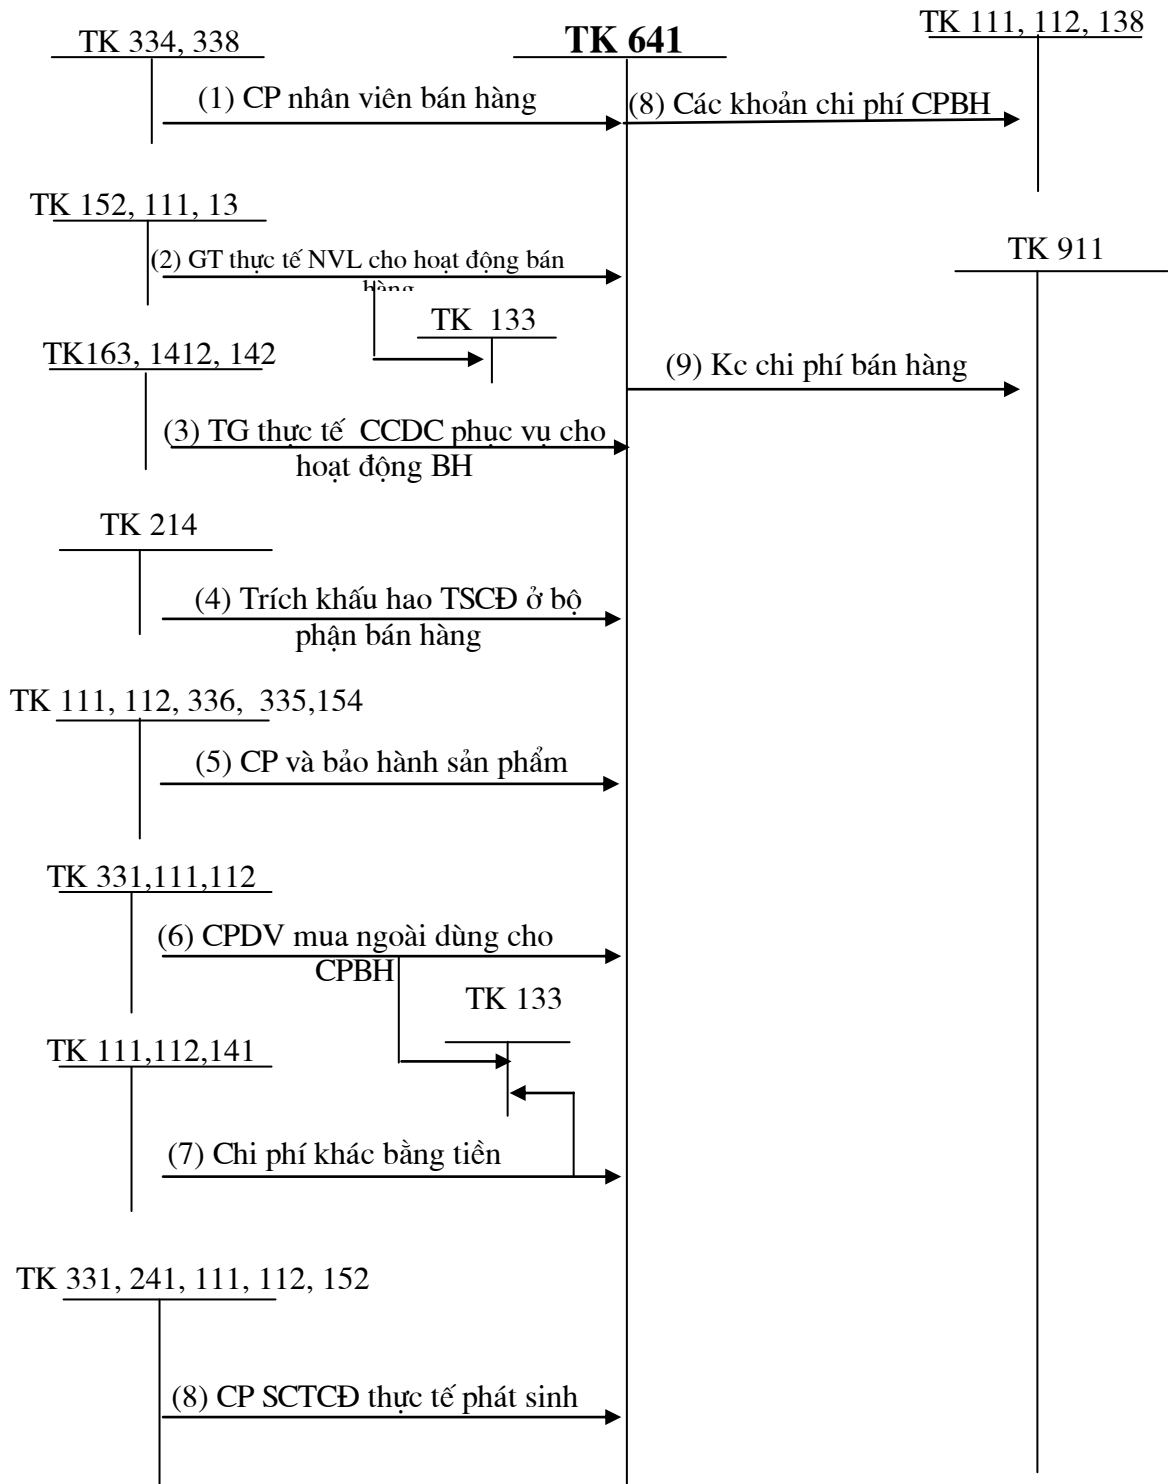 TK 334, 338
TK 641
TK 111, 112, 138
(1) CP nhân viên bán hàng
(8) Các khoản chi phí CPBH
TK 152, 111, 13
(2) GT thực tế NVL cho hoạt động bán
hàng
TK 911
TK 133
TK163, 1412, 142
(9) Kc chi phí bán hàng
(3) TG thực tế CCDC phục vụ cho
hoạt động BH
TK 214
(4) Trích khấu hao TSCĐ ở bộ
phận bán hàng
TK 111, 112, 336, 335,154
(5) CP và bảo hành sản phẩm
TK 331,111,112
(6) CPDV mua ngoài dùng cho
CPBH
TK 133
TK 111,112,141
(7) Chi phí khác bằng tiền
TK 331, 241, 111, 112, 152
(8) CP SCTCĐ thực tế phát sinh